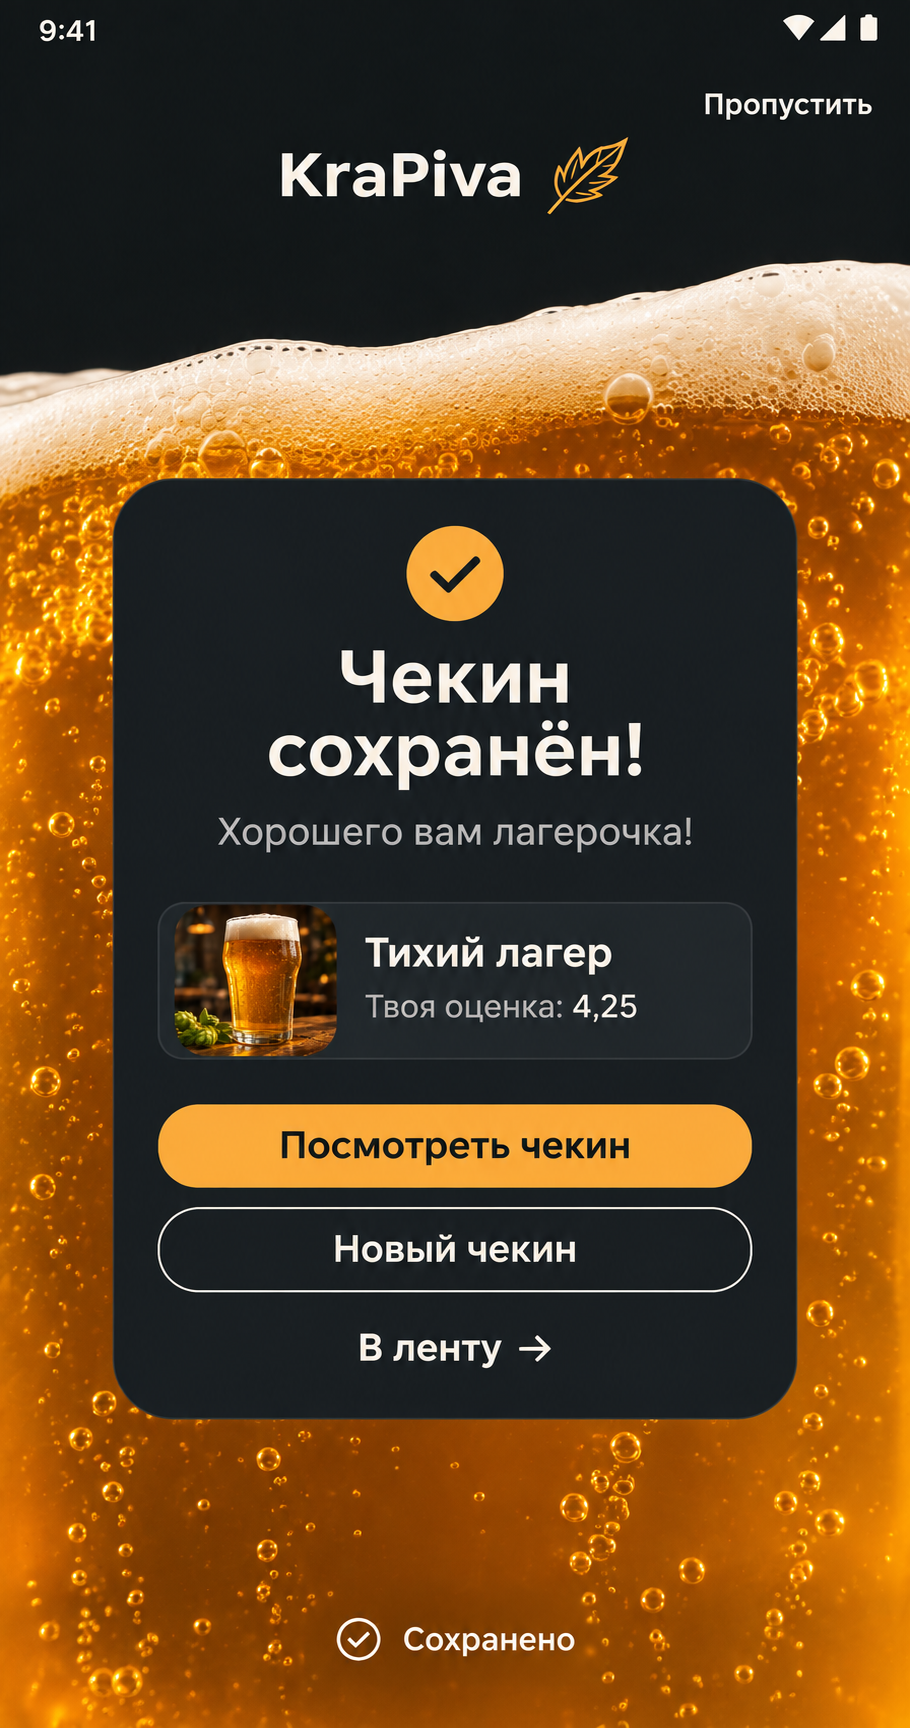 9:41
Пропустить
KraPiva
Чекин
сохранён!
Хорошего вам лагерочка!
Тихий лагер
Твоя оценка: 4,25
Посмотреть чекин
Новый чекин
В ленту →
Сохранено